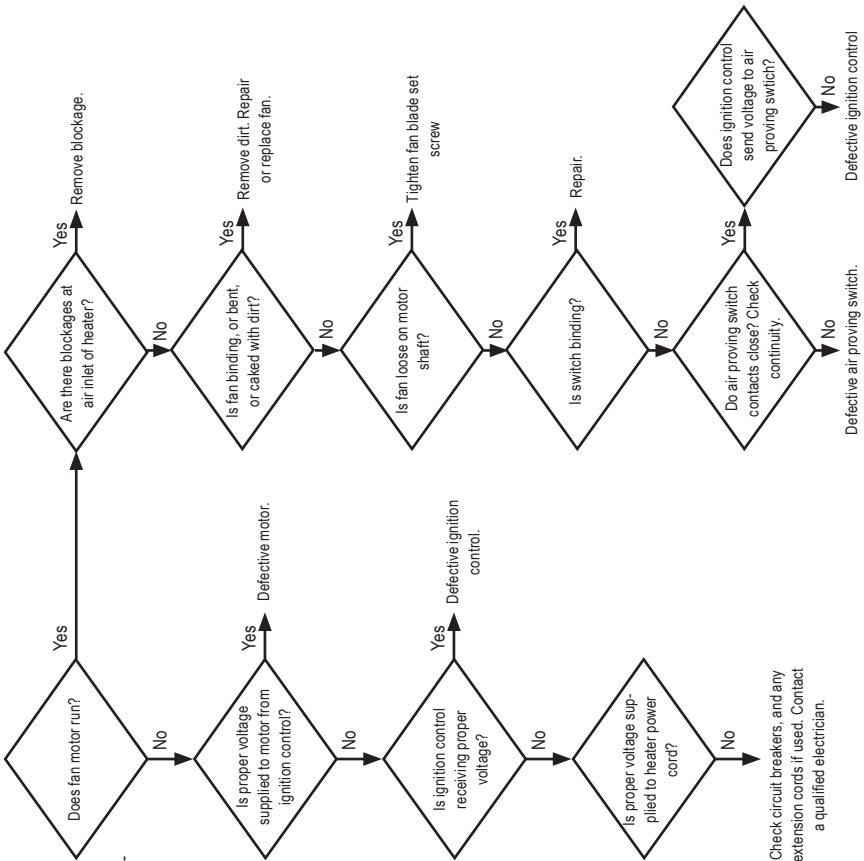 Does fan motor run?
Yes
No
Is proper voltage
supplied to motor from
ignition control?
Yes
Defective motor.
No
Is ignition control
receiving proper
voltage?
Yes
Defective ignition
control.
No
Is proper voltage sup-
plied to heater power
cord?
No
Check circuit breakers, and any
extension cords if used. Contact
a qualified electrician.
Are there blockages at
air inlet of heater?
Yes
Remove blockage.
No
Is fan binding, or bent,
or caked with dirt?
Yes
Remove dirt. Repair
or replace fan.
No
Is fan loose on motor
shaft?
Yes
Tighten fan blade set
screw
No
Is switch binding?
Yes
Repair.
No
Do air proving switch
contacts close? Check
continuity.
Yes
No
Defective air proving switch.
Does ignition control
send voltage to air
proving swtich?
No
Defective ignition control